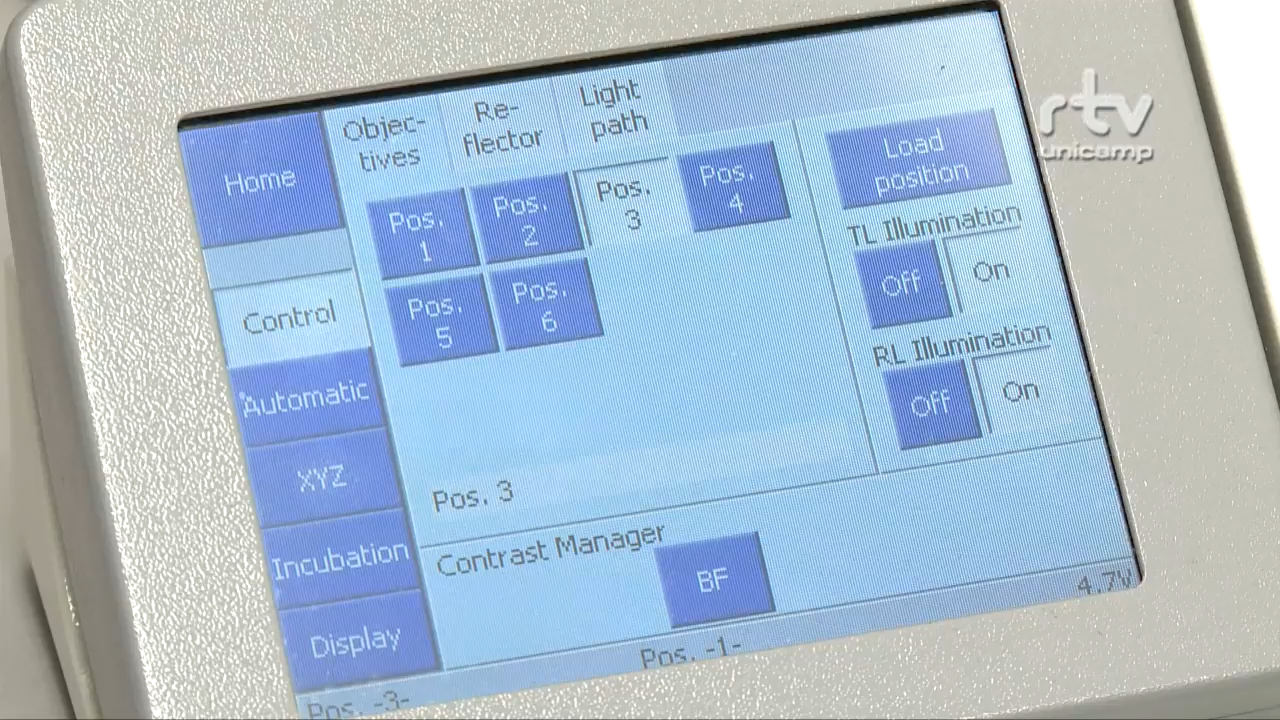 Home
Objec-
tives
Re-
flector
Light
path
Load
position
Pos.
1
Pos.
2
Pos.
3
Pos.
4
Pos.
5
Pos.
6
TL Illumination
Off
On
RL Illumination
Off
On
Control
Automatic
XYZ
Incubation
Display
Pos. 3
Contrast Manager
BF
4.7V
Pos. -1-
Pos. -3-
rtv
unicamp